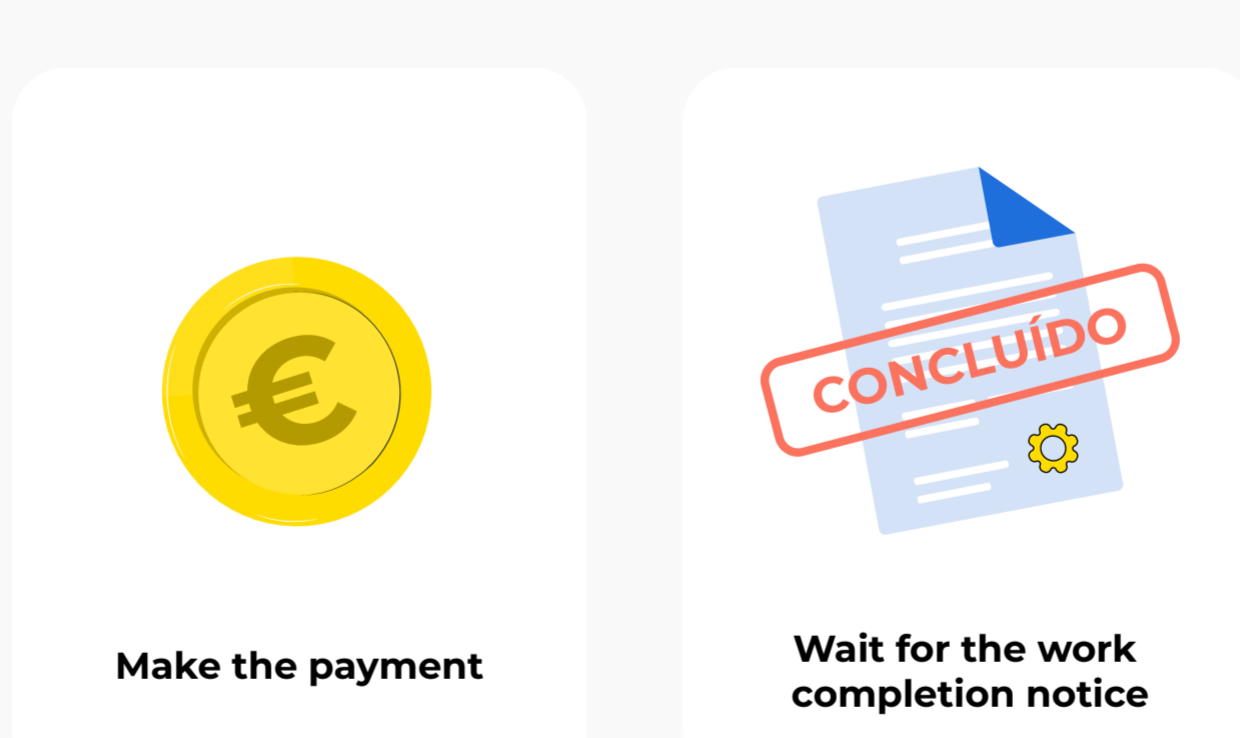 €
CONCLUÍDO
Make the payment
Wait for the work
completion notice